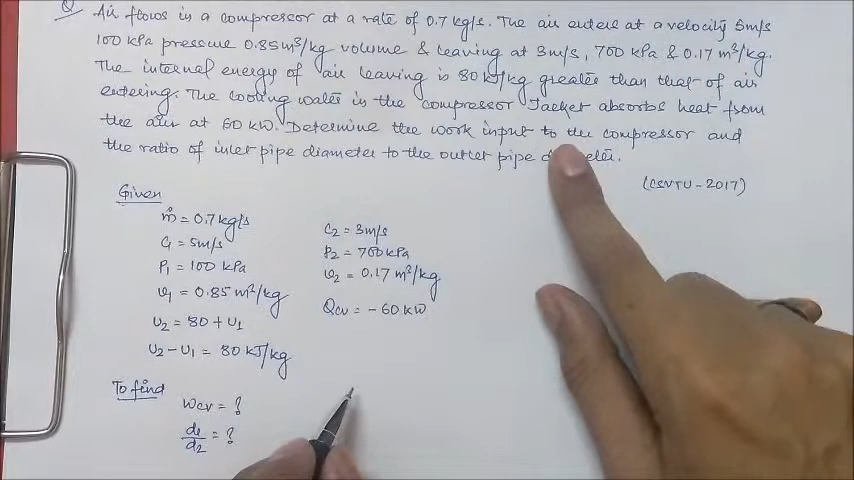 Q Air flows in a compressor at a rate of 0.7 kg/s. The air enters at a velocity 5m/s
100 kPa pressure 0.85 m³/kg volume & leaving at 3m/s, 700 kPa & 0.17 m³/kg.
The internal energy of air leaving is 80 kJ/kg greater than that of air
entering. The cooling water in the compressor Jacket absorbs heat from
the air at 60 kW. Determine the work input to the compressor and
the ratio of inlet pipe diameter to the outlet pipe
(CSVTU-2017)
Given
ṁ = 0.7 kg/s
C₁ = 5m/s
P₁ = 100 kPa
v₁ = 0.85 m³/kg
U₂ = 80 + U₁
U₂ - U₁ = 80 kJ/kg
C₂ = 3m/s
P₂ = 700 kPa
v₂ = 0.17 m³/kg
Qcv = -60 kW
To find
Wcv = ?
d₁/d₂ = ?